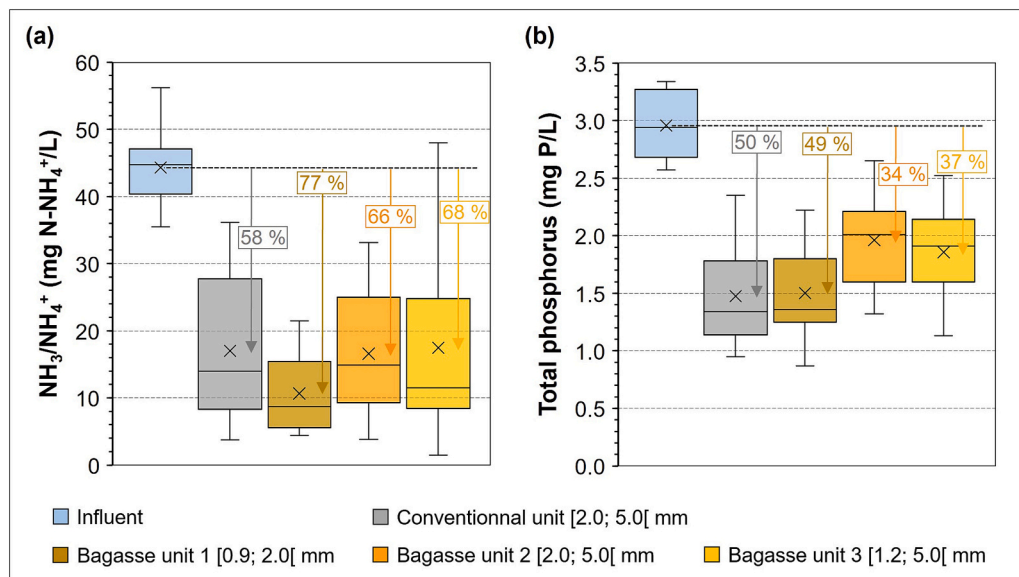 (a)
NH₃/NH₄⁺ (mg N-NH₄⁺/L)
60
50
40
30
20
10
0
58 %
77 %
66 %
68 %
(b)
Total phosphorus (mg P/L)
3.5
3.0
2.5
2.0
1.5
1.0
0.5
0.0
50 %
49 %
34 %
37 %
Influent
Conventionnal unit [2.0; 5.0[ mm
Bagasse unit 1 [0.9; 2.0[ mm
Bagasse unit 2 [2.0; 5.0[ mm
Bagasse unit 3 [1.2; 5.0[ mm